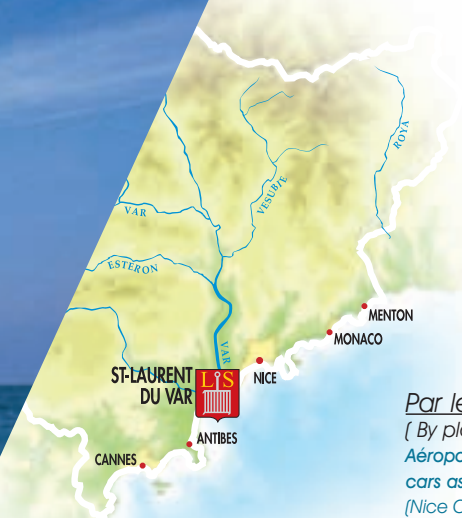 VAR
ESTERON
VESUBIE
ROYA
VAR
MENTON
MONACO
NICE
ST-LAURENT
DU VAR
L S
ANTIBES
CANNES
Par le
( By pl
Aéropo
cars as
(Nice C